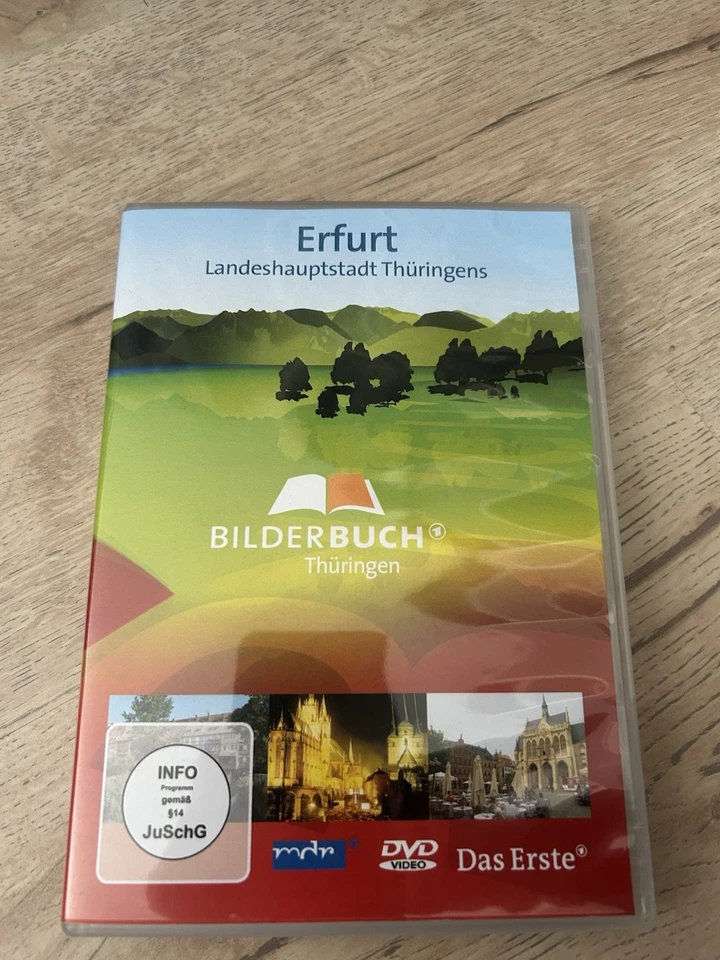 Erfurt
Landeshauptstadt Thüringens
BILDERBUCH
Thüringen
INFO
Programm
gemäß
§14
JuSchG
mdr
DVD
VIDEO
Das Erste